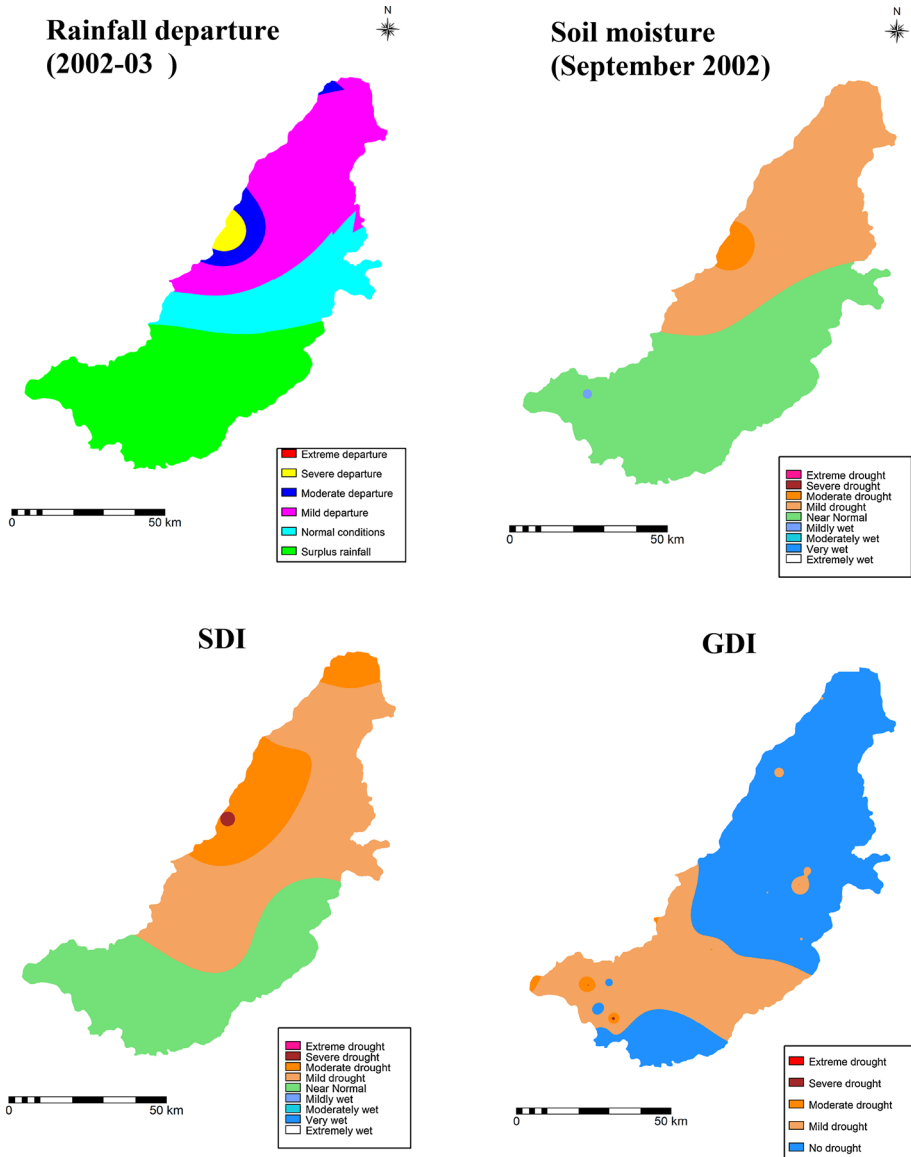 Rainfall departure
(2002-03 )
N
Extreme departure
Severe departure
Moderate departure
Mild departure
Normal conditions
Surplus rainfall
0 50 km
Soil moisture
(September 2002)
N
Extreme drought
Severe drought
Moderate drought
Mild drought
Near Normal
Mildly wet
Moderately wet
Very wet
Extremely wet
0 50 km
SDI
Extreme drought
Severe drought
Moderate drought
Mild drought
Near Normal
Mildly wet
Moderately wet
Very wet
Extremely wet
0 50 km
GDI
Extreme drought
Severe drought
Moderate drought
Mild drought
No drought
0 50 km